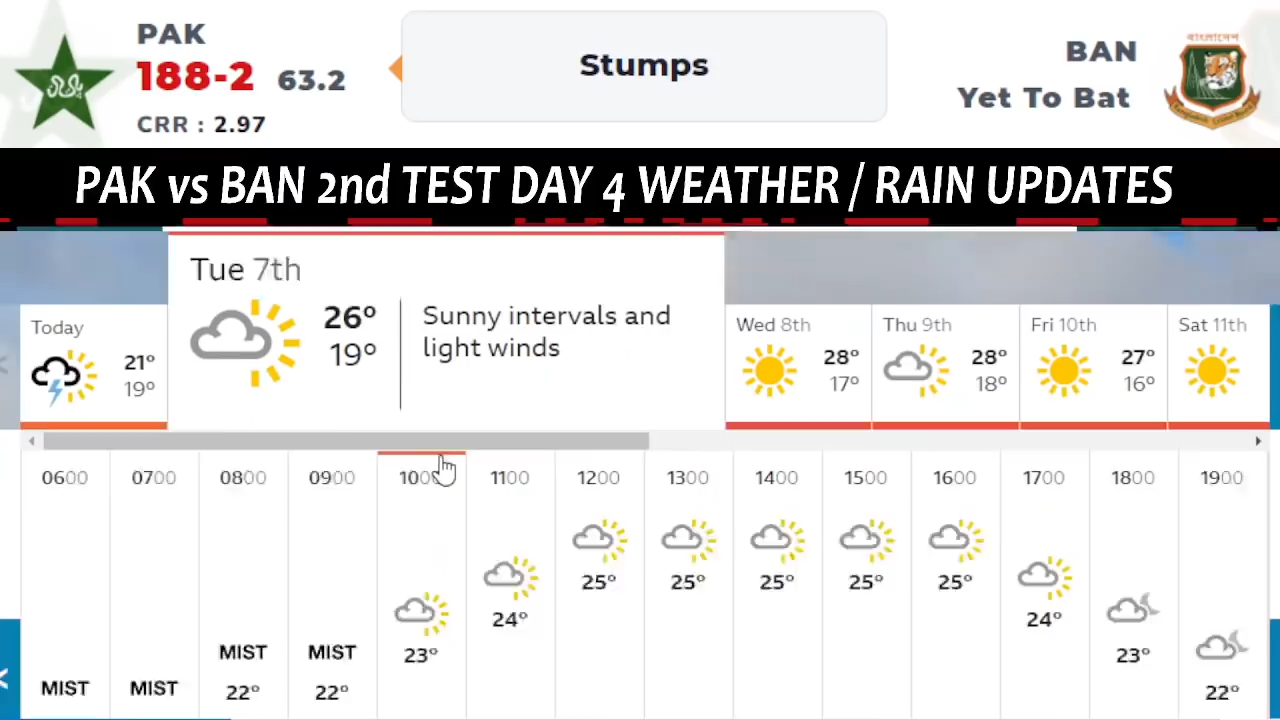 PAK
188-2 63.2
CRR : 2.97
Stumps
BAN
Yet To Bat
বাংলাদেশ
PAK vs BAN 2nd TEST DAY 4 WEATHER / RAIN UPDATES
Today
21°
19°
Tue 7th
26°
19°
Sunny intervals and
light winds
Wed 8th
28°
17°
Thu 9th
28°
18°
Fri 10th
27°
16°
Sat 11th
0600 0700 0800 0900 1000 1100 1200 1300 1400 1500 1600 1700 1800 1900
25° 25° 25° 25° 25°
24° 24°
MIST MIST 23° 23°
MIST MIST 22° 22° 22°